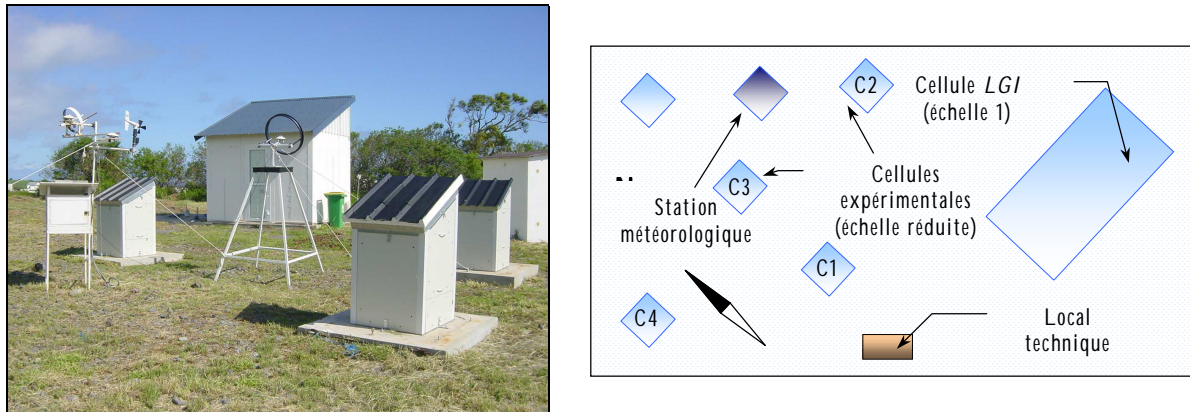 C2
Cellule LGI
(échelle 1)
C3
Cellules
expérimentales
(échelle réduite)
Station
météorologique
C1
C4
Local
technique